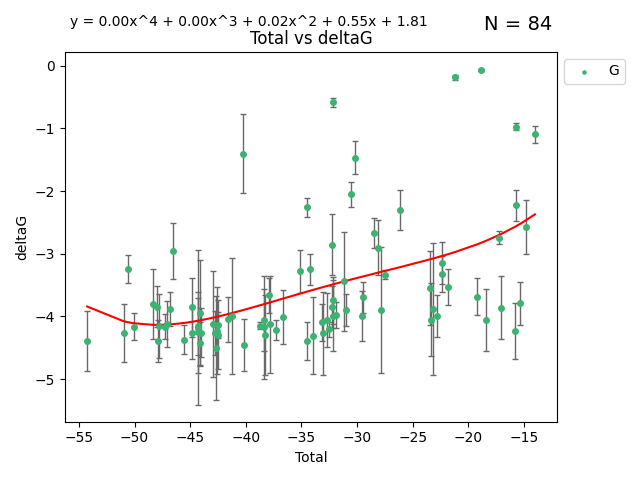 y = 0.00x^4 + 0.00x^3 + 0.02x^2 + 0.55x + 1.81
N = 84
Total vs deltaG
G
deltaG
0
−1
−2
−3
−4
−5
−55
−50
−45
−40
−35
−30
−25
−20
−15
Total